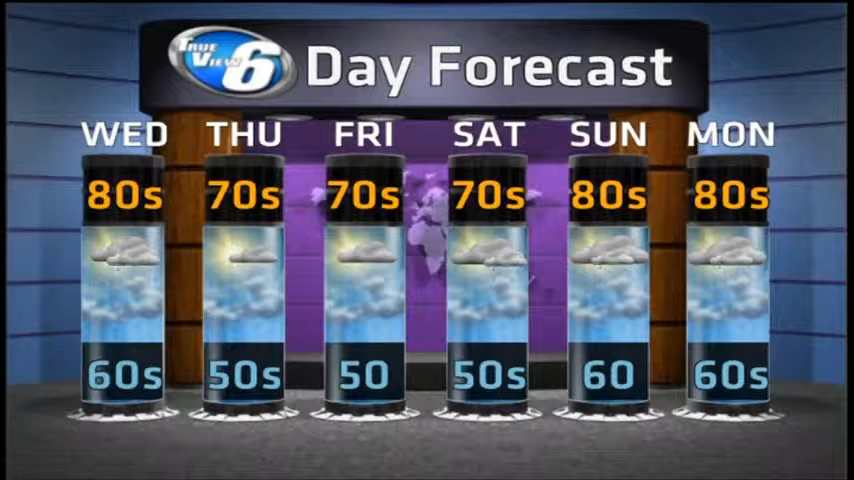 TRUE VIEW 6 Day Forecast
WED THU FRI SAT SUN MON
80s 70s 70s 70s 80s 80s
60s 50s 50 50s 60 60s